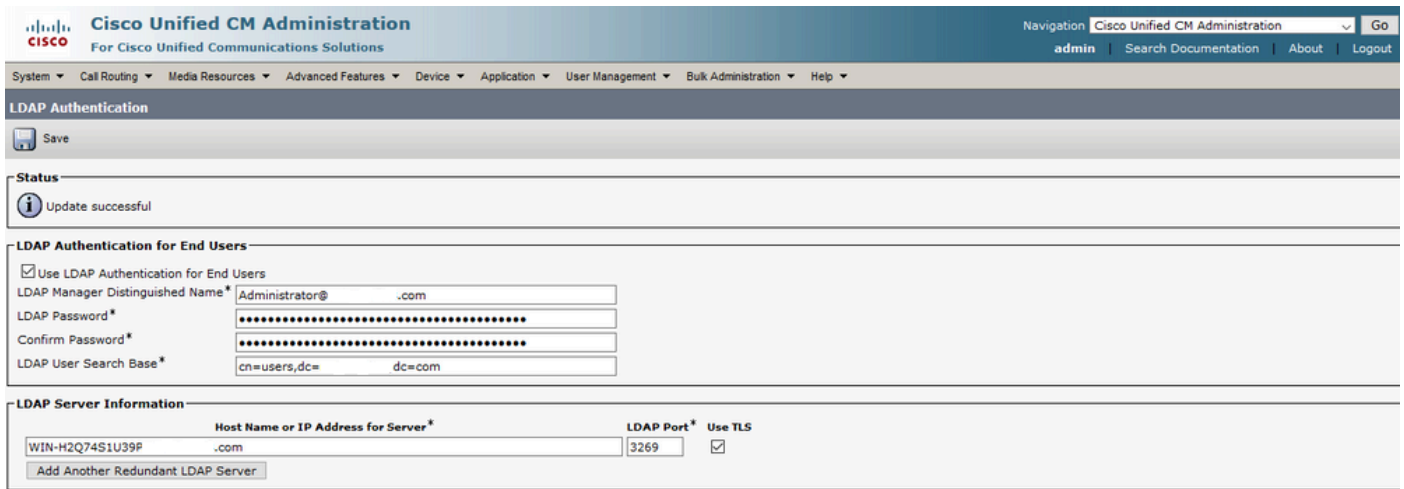 Cisco Unified CM Administration
CISCO For Cisco Unified Communications Solutions
Navigation Cisco Unified CM Administration Go
admin | Search Documentation | About | Logout
System Call Routing Media Resources Advanced Features Device Application User Management Bulk Administration Help
LDAP Authentication
Save
Status
Update successful
LDAP Authentication for End Users
Use LDAP Authentication for End Users
LDAP Manager Distinguished Name* Administrator@ .com
LDAP Password*
Confirm Password*
LDAP User Search Base* cn=users,dc= dc=com
LDAP Server Information
Host Name or IP Address for Server* LDAP Port* Use TLS
WIN-H2Q74S1U39P .com 3269
Add Another Redundant LDAP Server